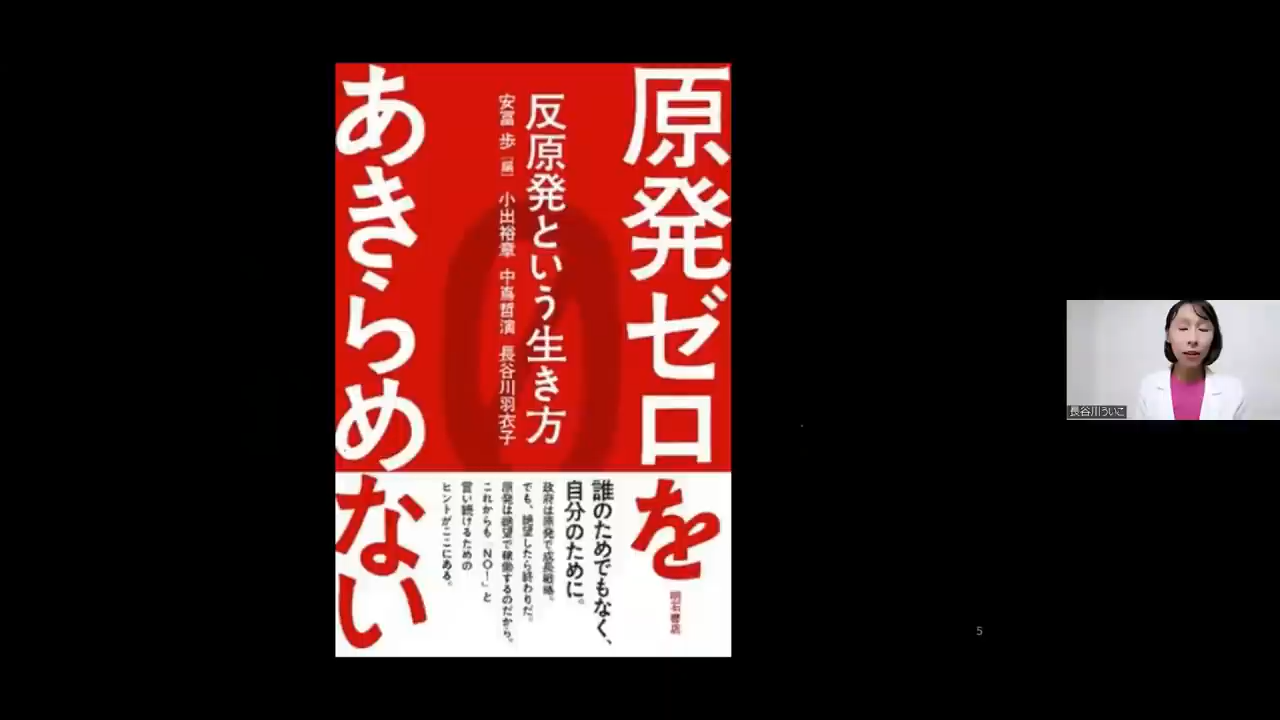 原発ゼロを
あきらめない
反原発という生き方
安冨 歩 [編] 小出裕章 中嶌哲演 長谷川羽衣子
誰のためでもなく、
自分のために。
政府は原発で成長戦略。
でも、絶望したら終わりだ。
原発は絶望で稼働するのだから。
これからも「NO!」と
言い続けるための
ヒントがここにある。
明石書店
長谷川ういこ
5